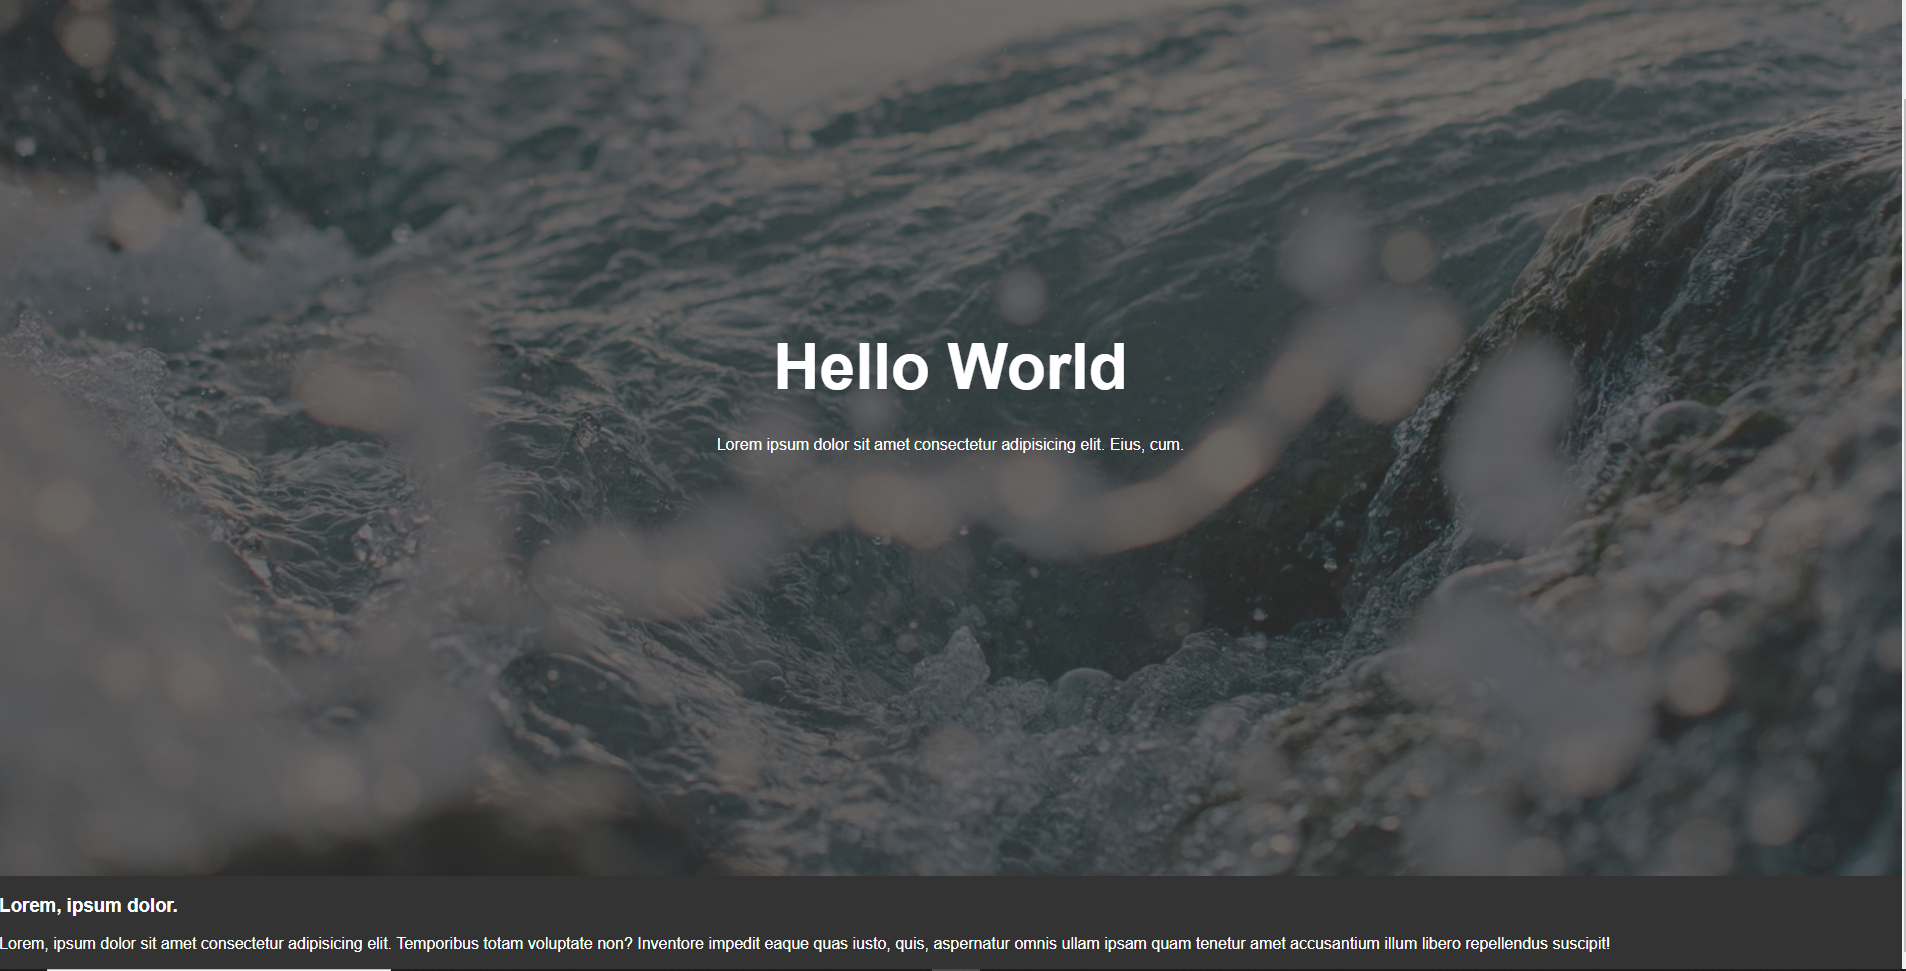 Hello World
Lorem ipsum dolor sit amet consectetur adipisicing elit. Eius, cum.
Lorem, ipsum dolor.
Lorem, ipsum dolor sit amet consectetur adipisicing elit. Temporibus totam voluptate non? Inventore impedit eaque quas iusto, quis, aspernatur omnis ullam ipsam quam tenetur amet accusantium illum libero repellendus suscipit!